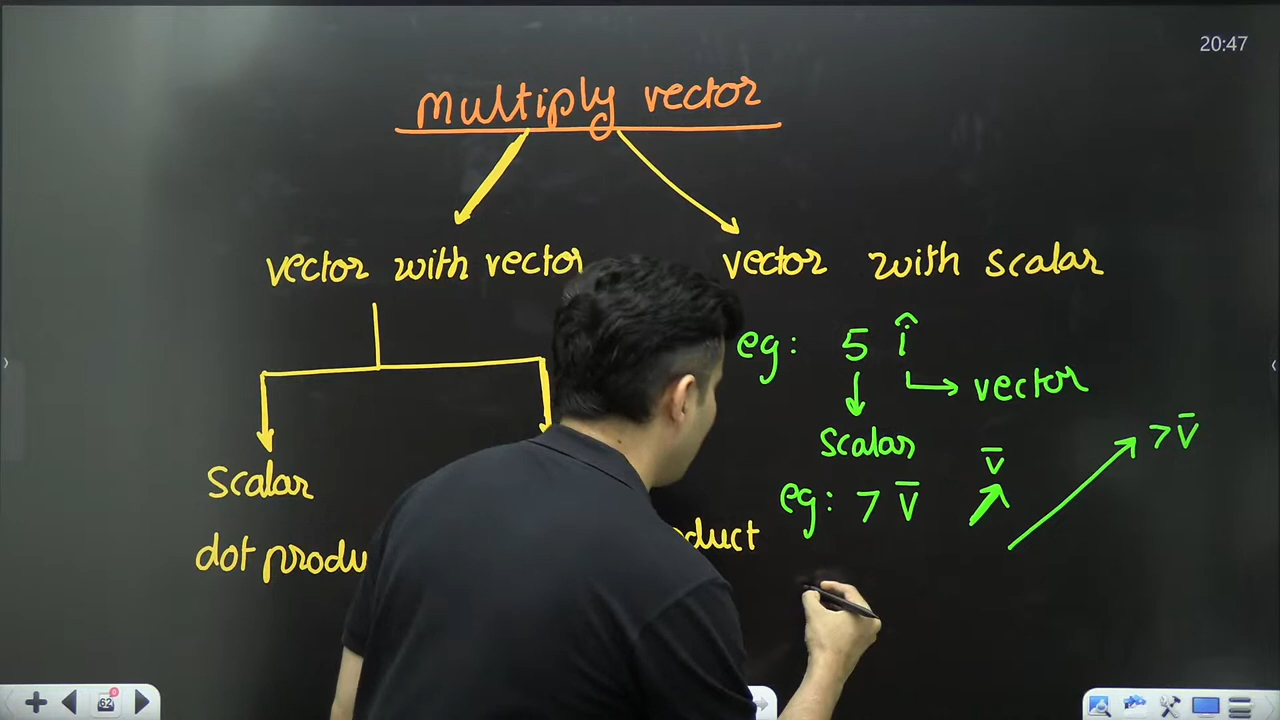 20:47
multiply vector
vector with vector
vector with scalar
eg: 5 î
vector
scalar
scalar
eg: 7 v̄
v̄
7v̄
dot produ
duct
62